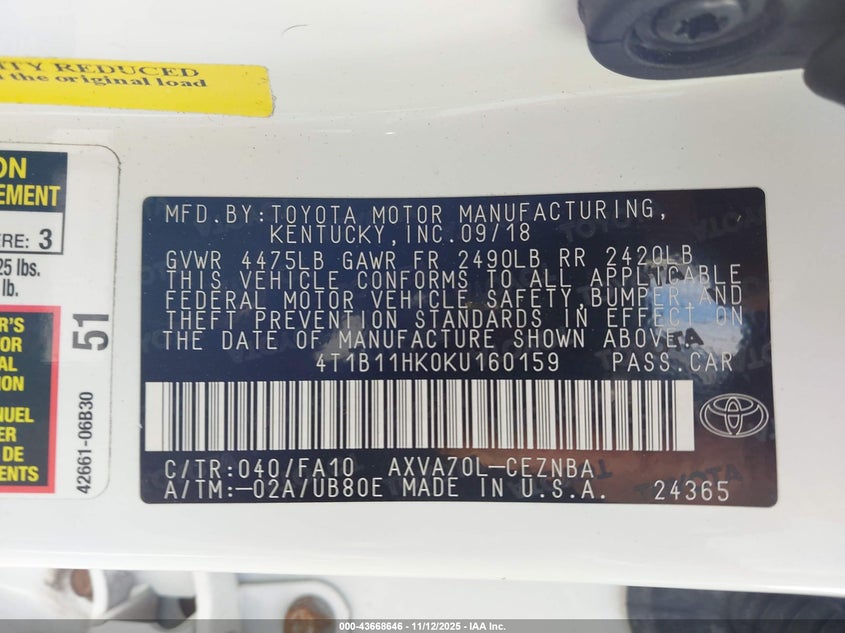 ITY REDUCED
s the original load
ON
EMENT
TRE: 3
25 lbs.
lb.
R'S
OR
AL
ION
NUEL
ER
DE
ENTS
51
42661-06B30
MFD.BY:TOYOTA MOTOR MANUFACTURING,
KENTUCKY,INC.09/18
GVWR 4475LB GAWR FR 2490LB RR 2420LB
THIS VEHICLE CONFORMS TO ALL APPLICABLE
FEDERAL MOTOR VEHICLE SAFETY,BUMPER,AND
THEFT PREVENTION STANDARDS IN EFFECT ON
THE DATE OF MANUFACTURE SHOWN ABOVE.
4T1B11HK0KU160159 PASS.CAR
C/TR:040/FA10 AXVA70L-CEZNBA
A/TM:-02A/UB80E MADE IN U.S.A. 24365
000-43668646 - 11/12/2025 - IAA Inc.